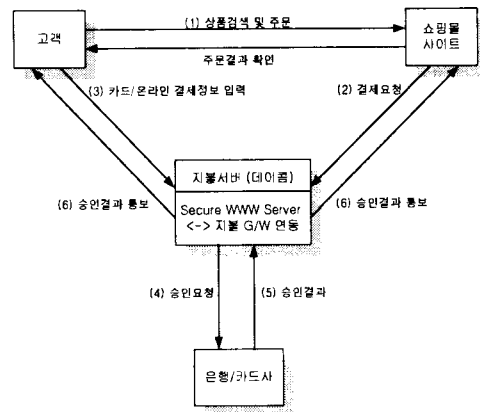 (1) 상품검색 및 주문
고객
쇼핑몰
사이트
주문결과 확인
(3) 카드/온라인 결제정보 입력
(2) 결제요청
지불서버 (데이콤)
(6) 승인결과 통보
Secure WWW Server
<-> 지불 G/W 연동
(6) 승인결과 통보
(4) 승인요청
(5) 승인결과
은행/카드사